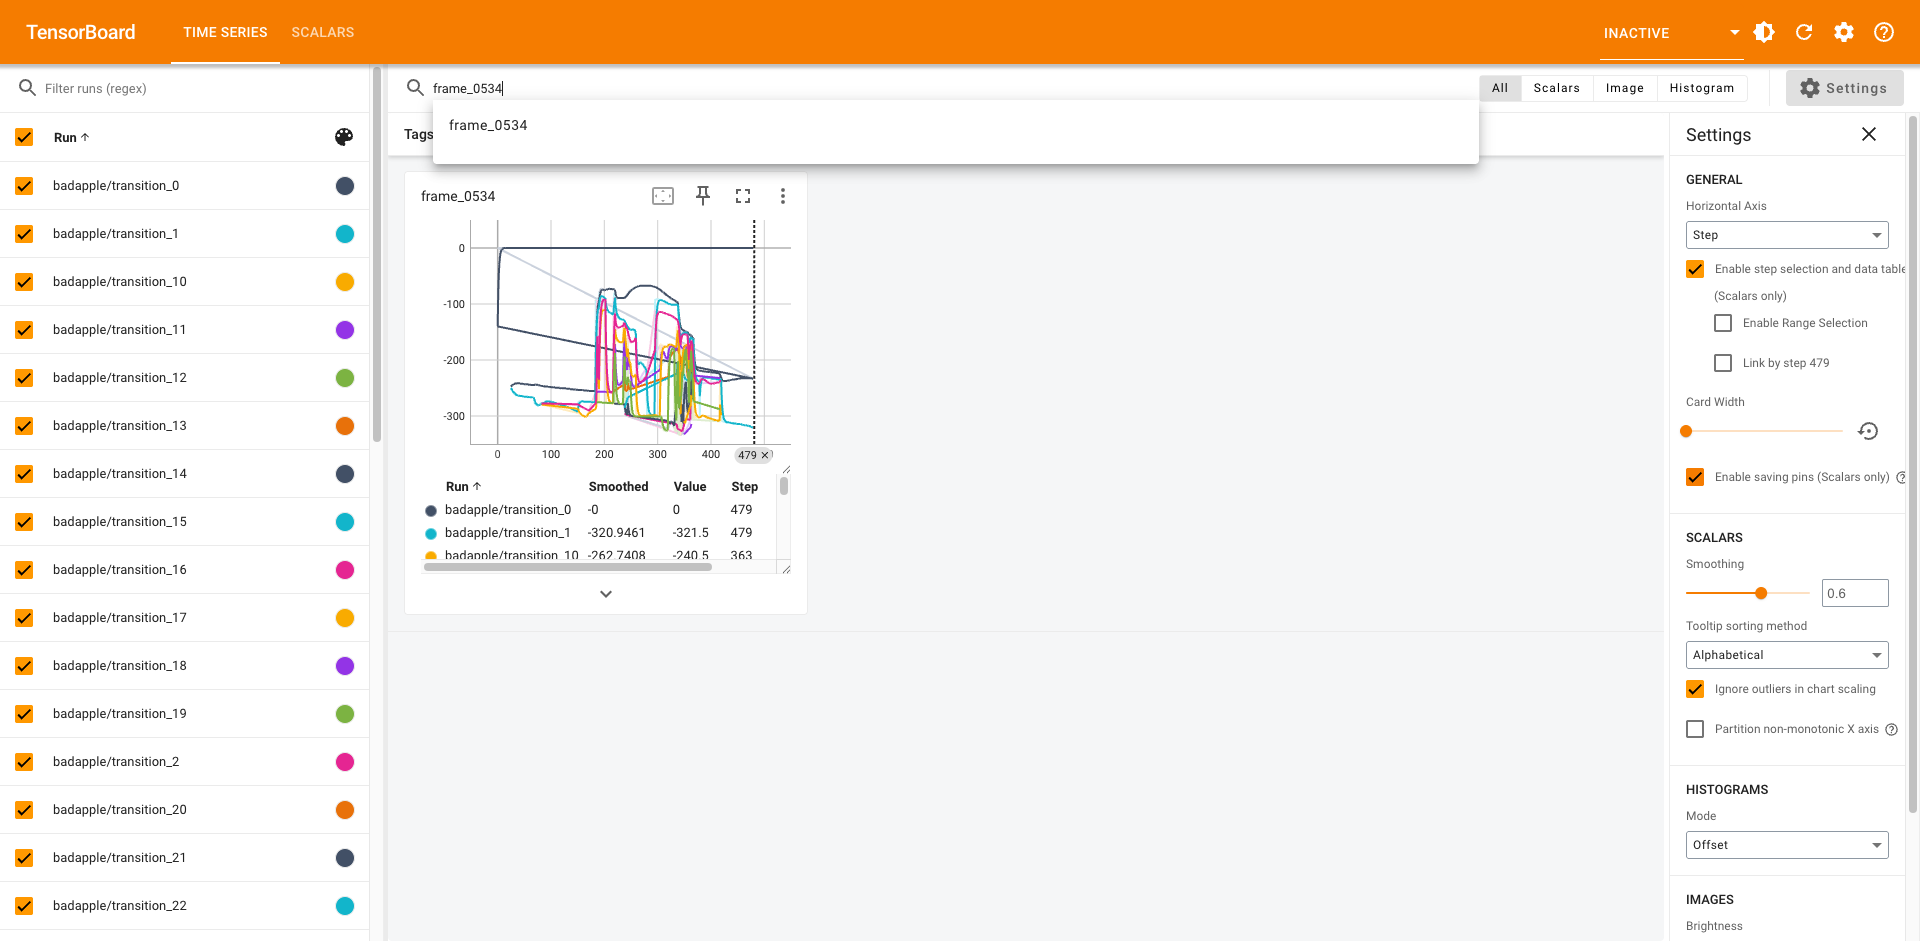 TensorBoard
TIME SERIES
SCALARS
INACTIVE
Filter runs (regex)
frame_0534
All
Scalars
Image
Histogram
Settings
frame_0534
Run
Tags
badapple/transition_0
badapple/transition_1
badapple/transition_10
badapple/transition_11
badapple/transition_12
badapple/transition_13
badapple/transition_14
badapple/transition_15
badapple/transition_16
badapple/transition_17
badapple/transition_18
badapple/transition_19
badapple/transition_2
badapple/transition_20
badapple/transition_21
badapple/transition_22
frame_0534
0
-100
-200
-300
0 100 200 300 400 479
Run Smoothed Value Step
badapple/transition_0 -0 0 479
badapple/transition_1 -320.9461 -321.5 479
badapple/transition_10 -262.7408 -240.5 363
Settings
GENERAL
Horizontal Axis
Step
Enable step selection and data table
(Scalars only)
Enable Range Selection
Link by step 479
Card Width
Enable saving pins (Scalars only)
SCALARS
Smoothing
0.6
Tooltip sorting method
Alphabetical
Ignore outliers in chart scaling
Partition non-monotonic X axis
HISTOGRAMS
Mode
Offset
IMAGES
Brightness